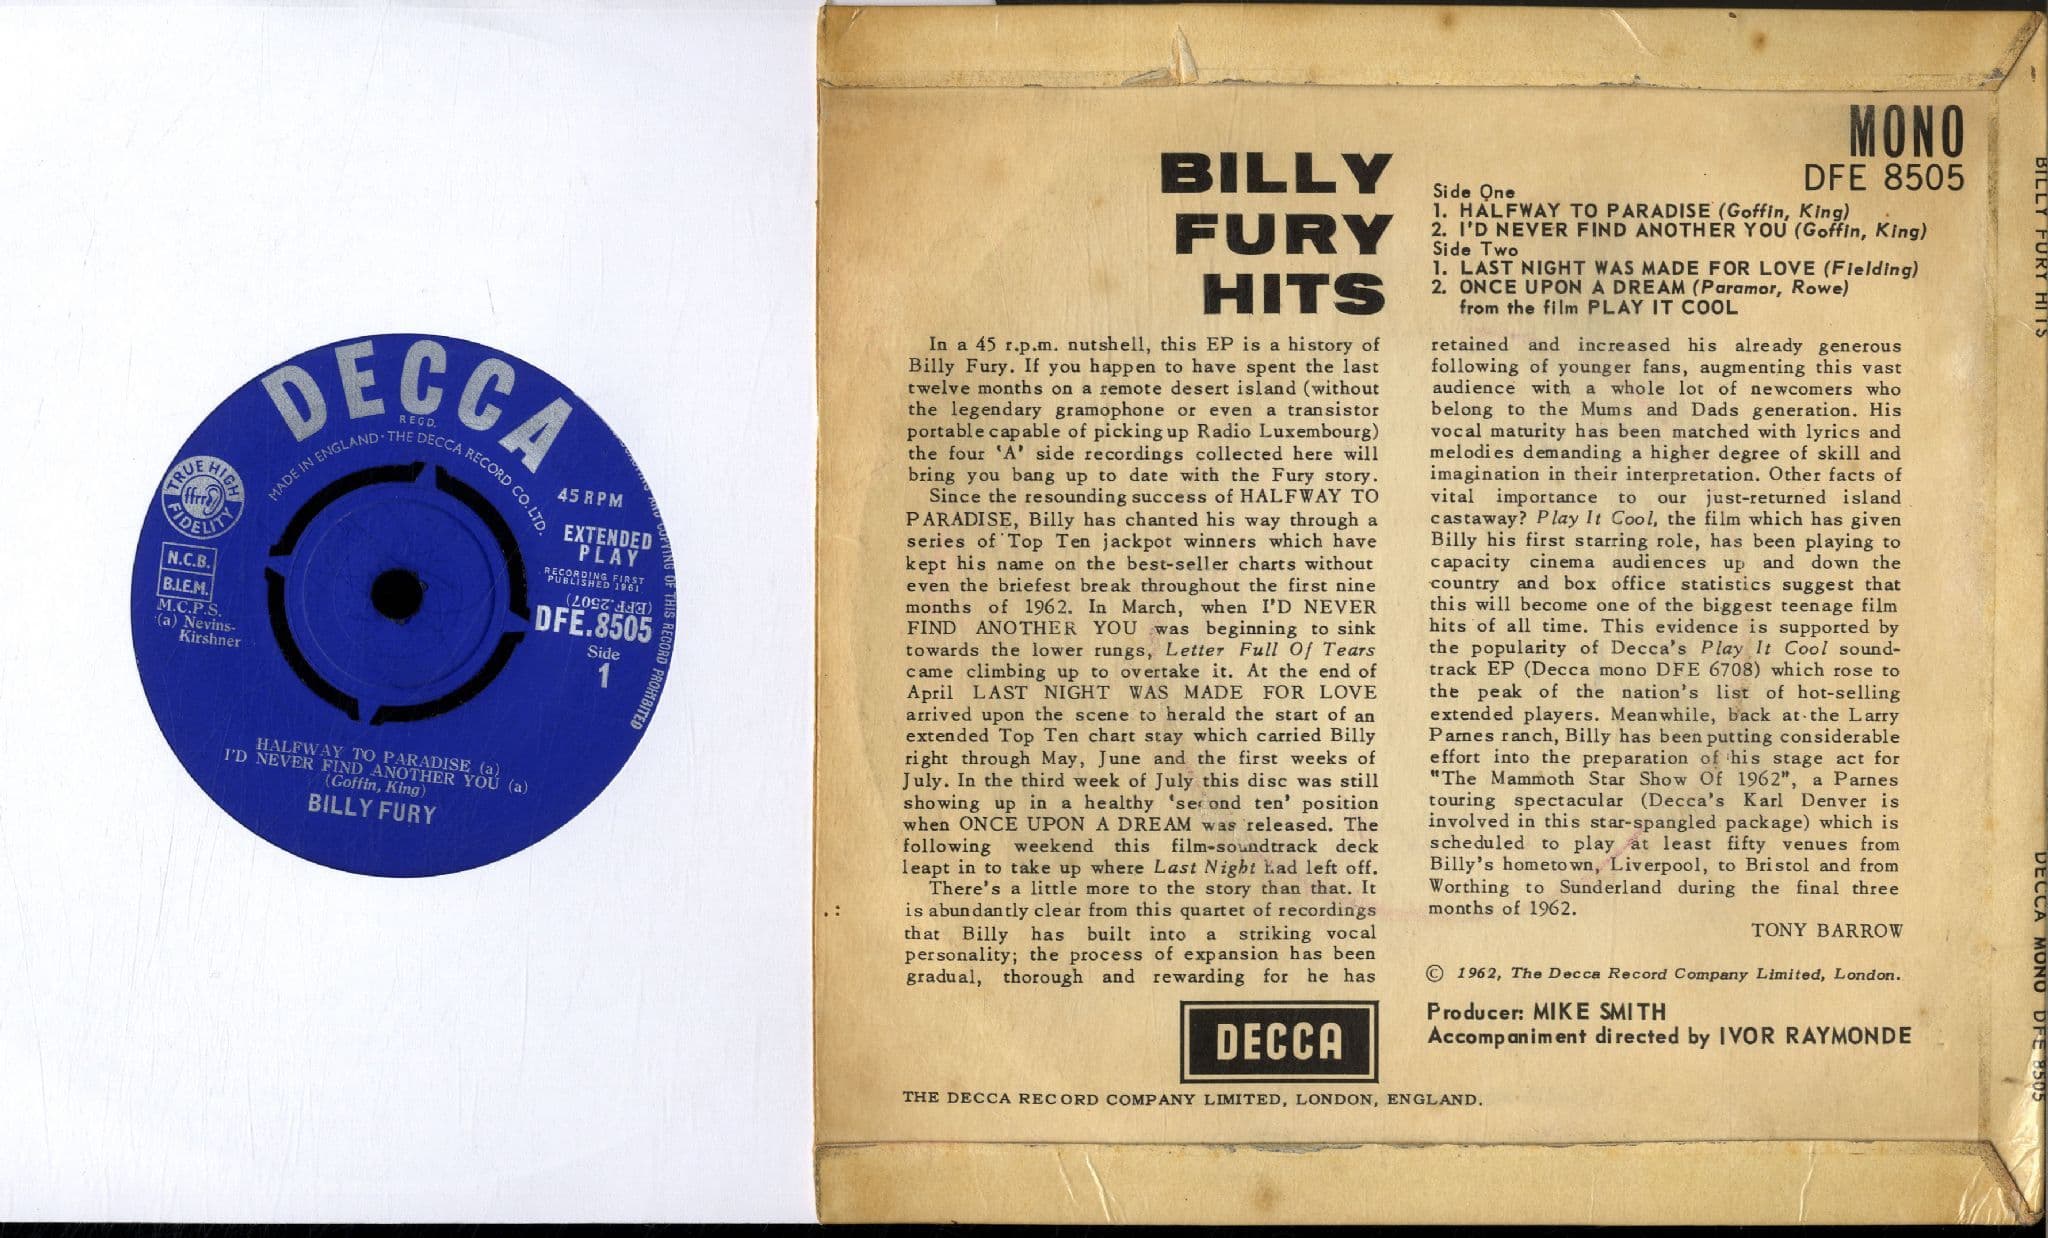 DECCA
REGD.
MADE IN ENGLAND · THE DECCA RECORD CO. LTD.
TRUE HIGH
ffrr
FIDELITY
N.C.B.
B.I.E.M.
M.C.P.S.
(a) Nevins-
Kirshner
45 RPM
EXTENDED
PLAY
RECORDING FIRST
PUBLISHED 1961
(EFF.2507)
DFE.8505
Side
1
AND COPYING OF THIS RECORD PROHIBITED
HALFWAY TO PARADISE (a)
I'D NEVER FIND ANOTHER YOU (a)
(Goffin, King)
BILLY FURY
MONO
DFE 8505
BILLY
FURY
HITS
Side One
1. HALFWAY TO PARADISE (Goffin, King)
2. I'D NEVER FIND ANOTHER YOU (Goffin, King)
Side Two
1. LAST NIGHT WAS MADE FOR LOVE (Fielding)
2. ONCE UPON A DREAM (Paramor, Rowe)
from the film PLAY IT COOL
In a 45 r.p.m. nutshell, this EP is a history of
Billy Fury. If you happen to have spent the last
twelve months on a remote desert island (without
the legendary gramophone or even a transistor
portable capable of picking up Radio Luxembourg)
the four 'A' side recordings collected here will
bring you bang up to date with the Fury story.
Since the resounding success of HALFWAY TO
PARADISE, Billy has chanted his way through a
series of Top Ten jackpot winners which have
kept his name on the best-seller charts without
even the briefest break throughout the first nine
months of 1962. In March, when I'D NEVER
FIND ANOTHER YOU was beginning to sink
towards the lower rungs, Letter Full Of Tears
came climbing up to overtake it. At the end of
April LAST NIGHT WAS MADE FOR LOVE
arrived upon the scene to herald the start of an
extended Top Ten chart stay which carried Billy
right through May, June and the first weeks of
July. In the third week of July this disc was still
showing up in a healthy 'second ten' position
when ONCE UPON A DREAM was released. The
following weekend this film-soundtrack deck
leapt in to take up where Last Night had left off.
There's a little more to the story than that. It
is abundantly clear from this quartet of recordings
that Billy has built into a striking vocal
personality; the process of expansion has been
gradual, thorough and rewarding for he has
retained and increased his already generous
following of younger fans, augmenting this vast
audience with a whole lot of newcomers who
belong to the Mums and Dads generation. His
vocal maturity has been matched with lyrics and
melodies demanding a higher degree of skill and
imagination in their interpretation. Other facts of
vital importance to our just-returned island
castaway? Play It Cool, the film which has given
Billy his first starring role, has been playing to
capacity cinema audiences up and down the
country and box office statistics suggest that
this will become one of the biggest teenage film
hits of all time. This evidence is supported by
the popularity of Decca's Play It Cool sound-
track EP (Decca mono DFE 6708) which rose to
the peak of the nation's list of hot-selling
extended players. Meanwhile, back at the Larry
Parnes ranch, Billy has been putting considerable
effort into the preparation of his stage act for
"The Mammoth Star Show Of 1962", a Parnes
touring spectacular (Decca's Karl Denver is
involved in this star-spangled package) which is
scheduled to play at least fifty venues from
Billy's hometown, Liverpool, to Bristol and from
Worthing to Sunderland during the final three
months of 1962.
TONY BARROW
© 1962, The Decca Record Company Limited, London.
Producer: MIKE SMITH
Accompaniment directed by IVOR RAYMONDE
DECCA
THE DECCA RECORD COMPANY LIMITED, LONDON, ENGLAND.
BILLY FURY HITS
DECCA MONO DFE 8505